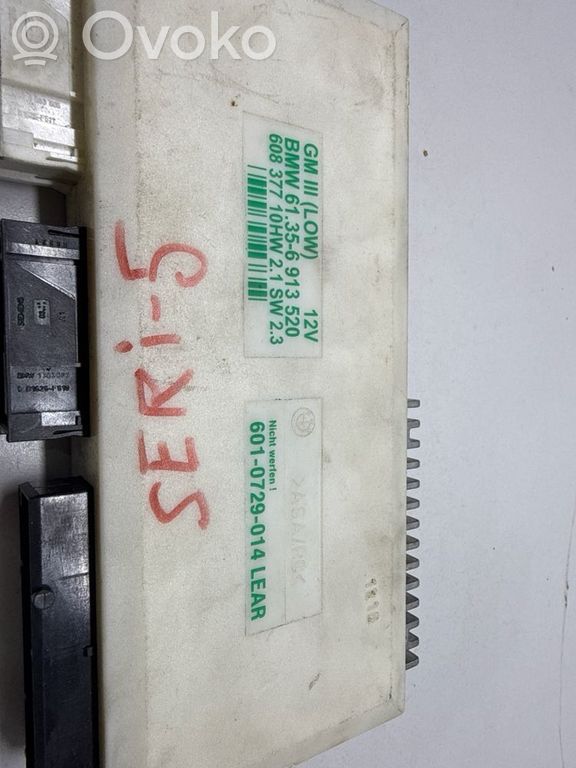 Ovoko
GM III (LOW) 12V
BMW 61.35-6 913 520
608 377 10HW 2.1 SW 2.3
SERi-5
Nicht werfen !
601-0729-014 LEAR